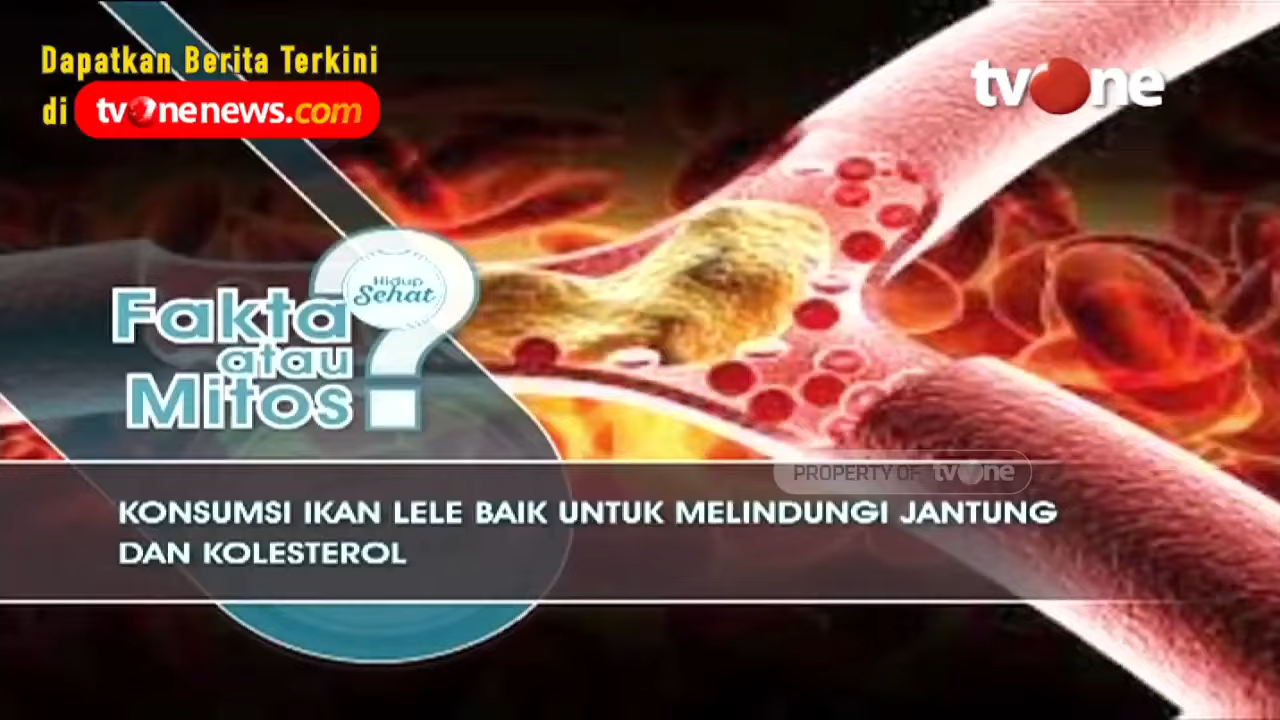 Dapatkan Berita Terkini
di tvonenews.com
tvOne
Hidup
Sehat
Fakta
atau
Mitos
?
PROPERTY OF tvOne
KONSUMSI IKAN LELE BAIK UNTUK MELINDUNGI JANTUNG
DAN KOLESTEROL